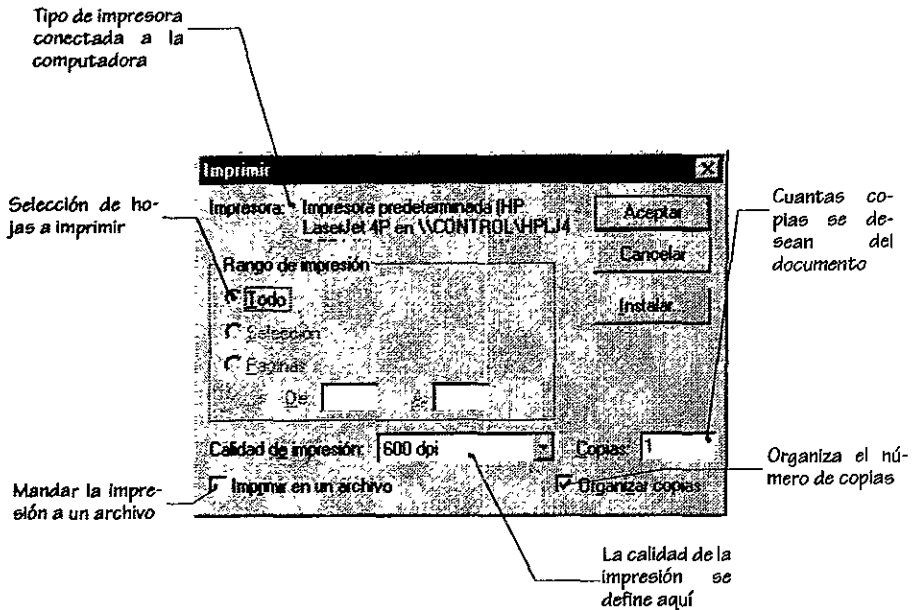 Tipo de impresora
conectada a la
computadora
Imprimir
Impresora: Impresora predeterminada (HP
LaserJet 4P en \\CONTROL\HPLJ4
Aceptar
Cancelar
Instalar...
Rango de impresión
Todo
Selección
Páginas
De
Calidad de impresión: 600 dpi
Copias: 1
Imprimir en un archivo
Organizar copias
Selección de ho-
jas a imprimir
Mandar la impre-
sión a un archivo
Cuantas co-
pias se de-
sean del
documento
Organiza el nú-
mero de copias
La calidad de la
impresión se
define aquí